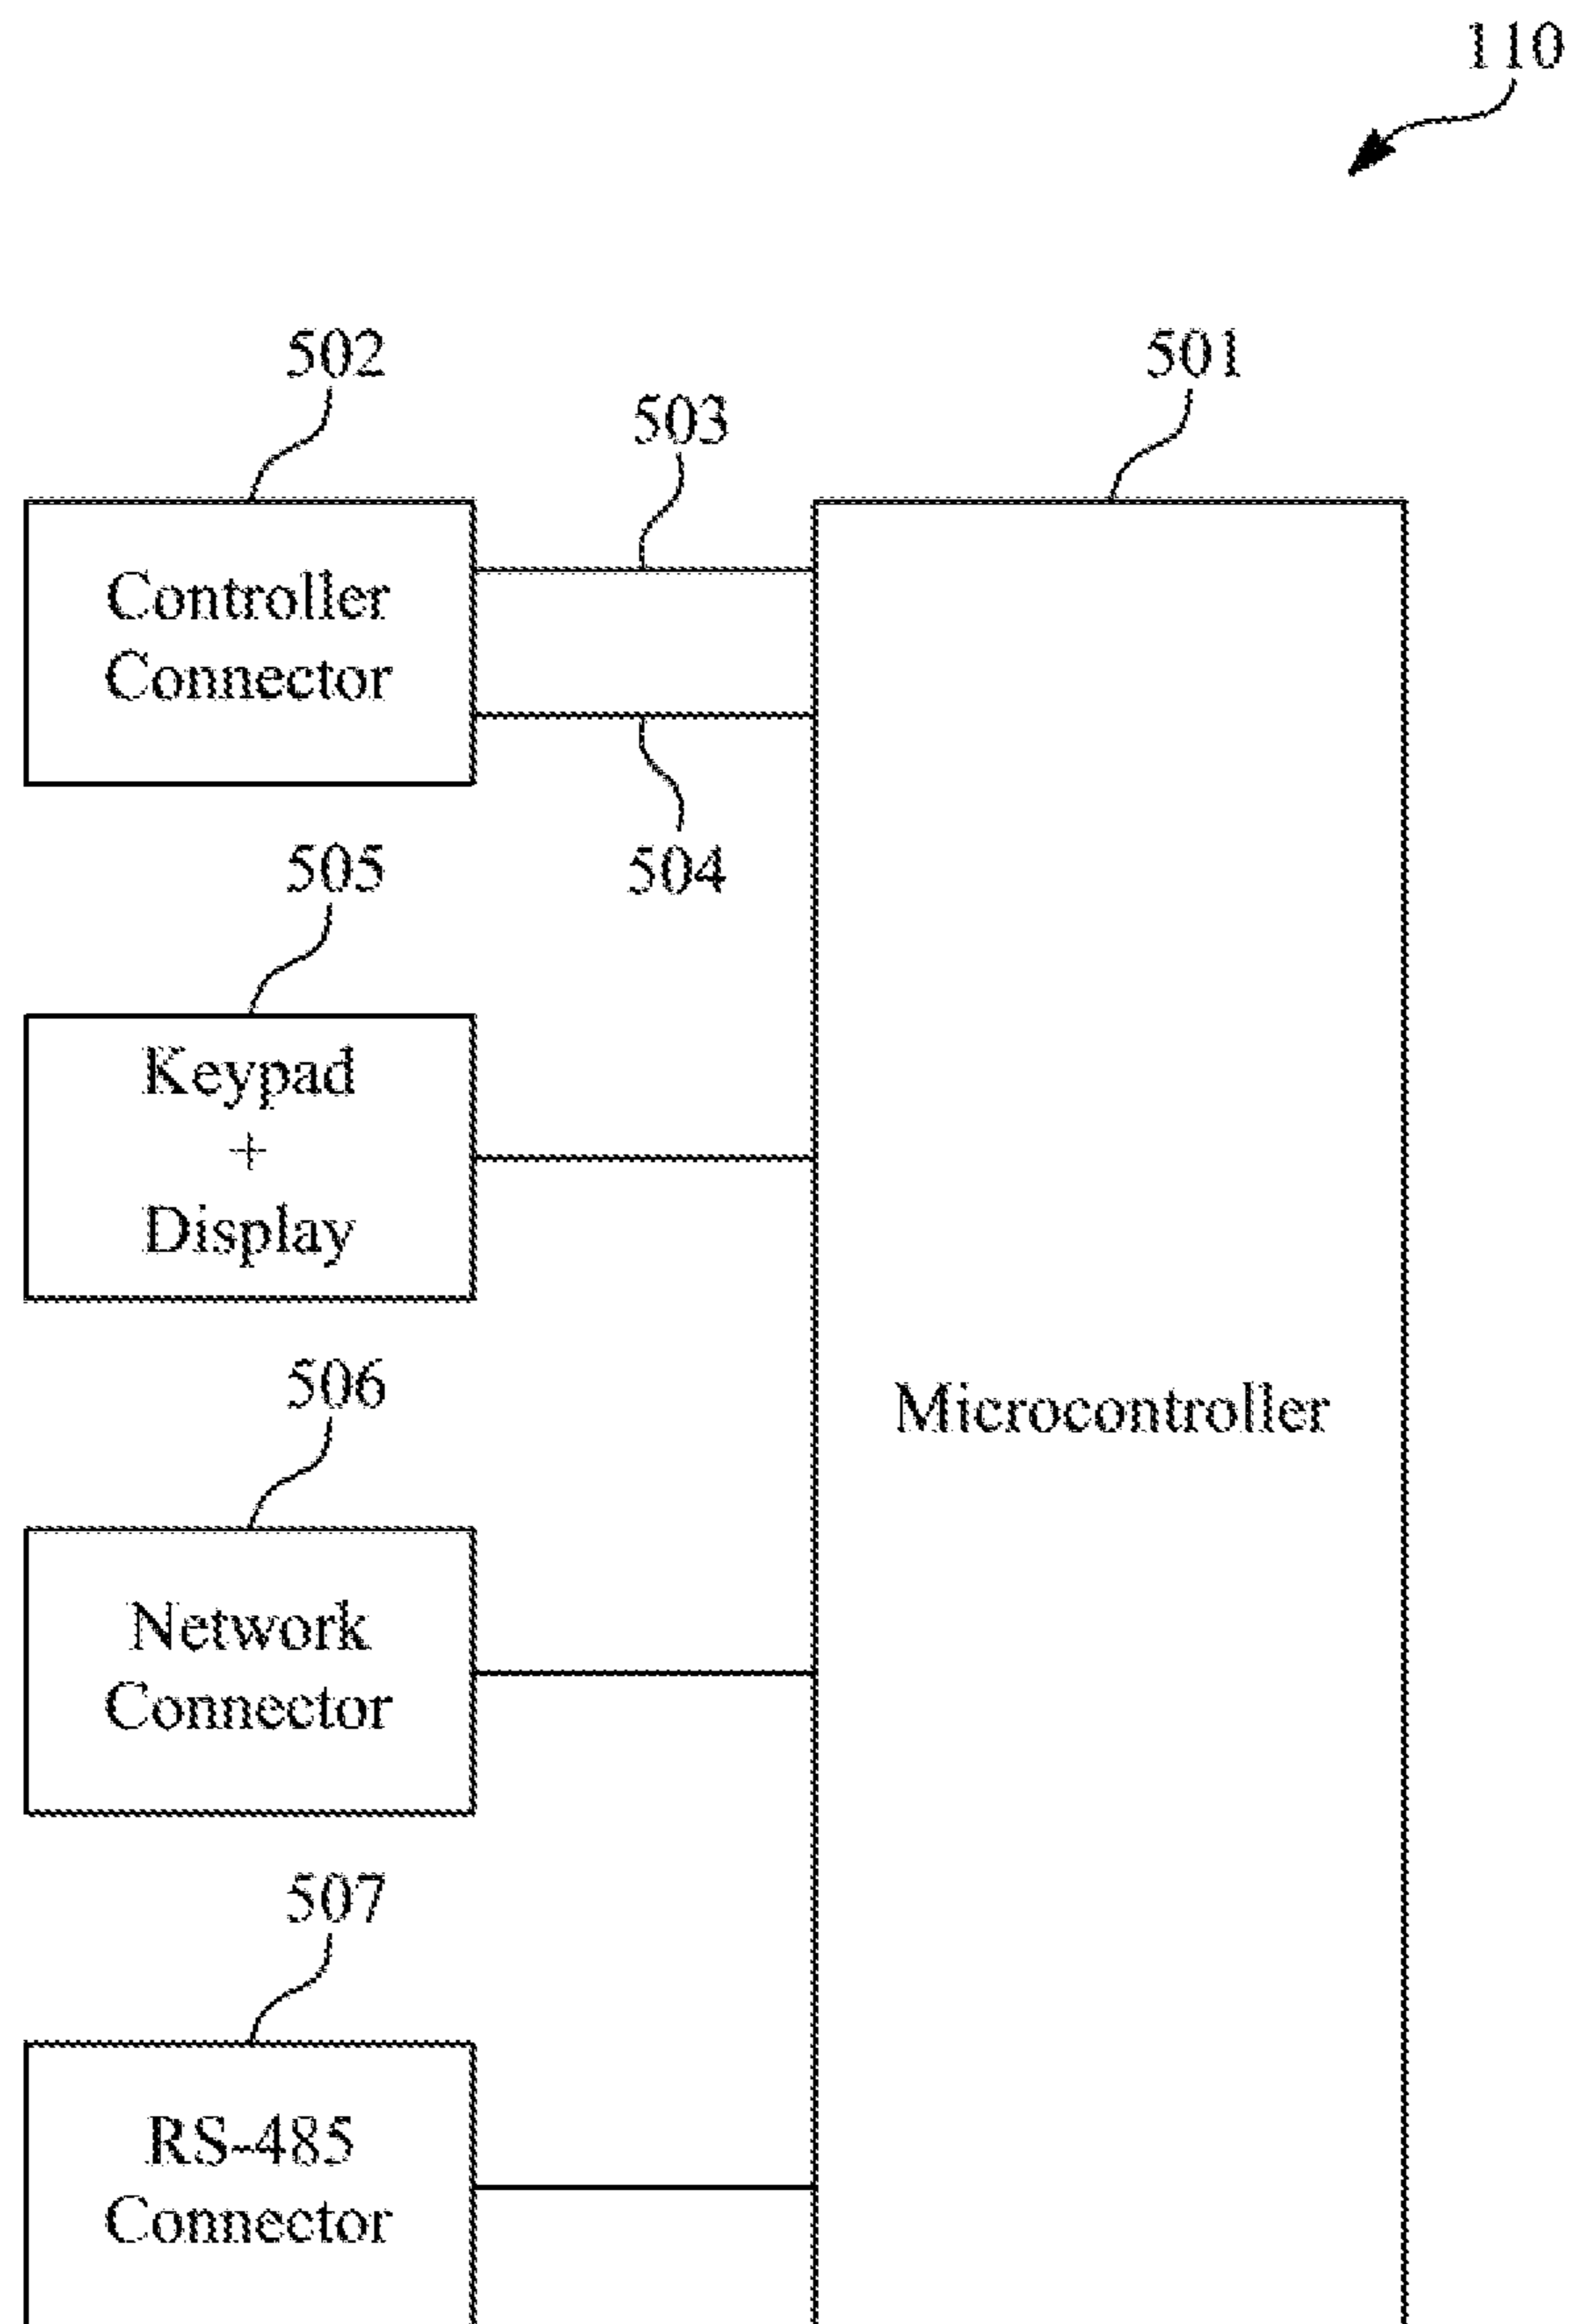 110
502
501
503
Controller
Connector
504
505
Keypad
+
Display
506
Microcontroller
Network
Connector
507
RS-485
Connector